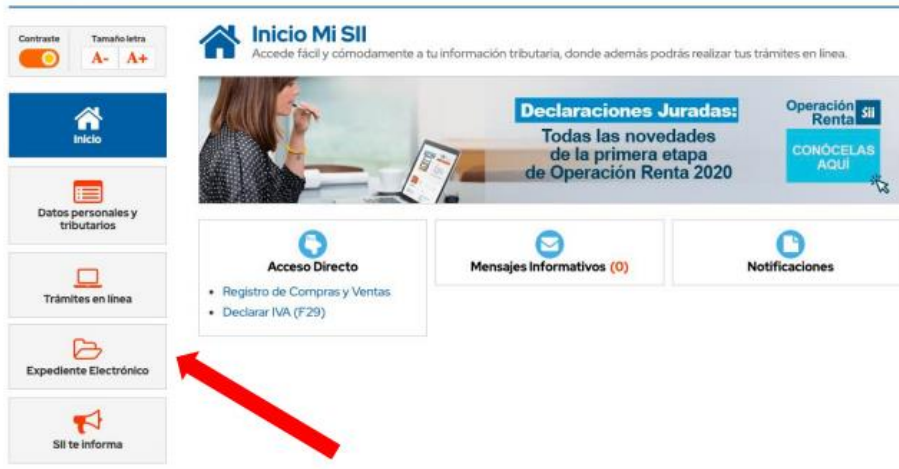 Contraste
Tamaño letra
A- A+
Inicio
Datos personales y
tributarios
Trámites en línea
Expediente Electrónico
SII te informa
Inicio Mi SII
Accede fácil y cómodamente a tu información tributaria, donde además podrás realizar tus trámites en línea.
Declaraciones Juradas:
Todas las novedades
de la primera etapa
de Operación Renta 2020
Operación
Renta SII
CONÓCELAS
AQUÍ
Acceso Directo
• Registro de Compras y Ventas
• Declarar IVA (F29)
Mensajes Informativos (0)
Notificaciones